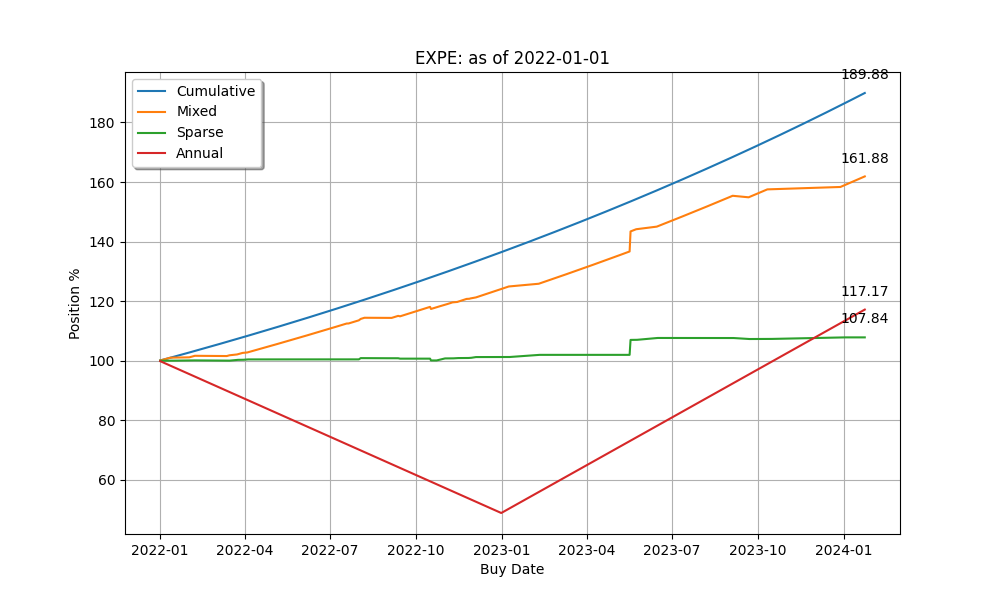 EXPE: as of 2022-01-01
Cumulative
Mixed
Sparse
Annual
189.88
161.88
117.17
107.84
Position %
180
160
140
120
100
80
60
2022-01 2022-04 2022-07 2022-10 2023-01 2023-04 2023-07 2023-10 2024-01
Buy Date